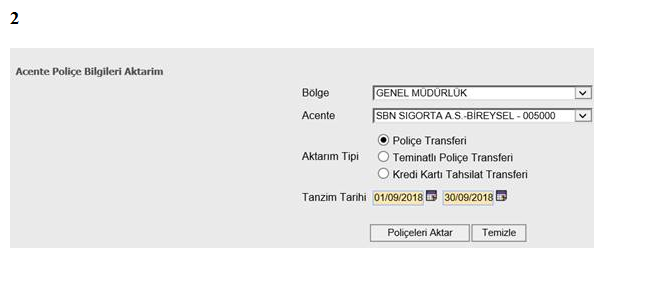 2
Acente Poliçe Bilgileri Aktarim
Bölge GENEL MÜDÜRLÜK
Acente SBN SIGORTA A.S.-BİREYSEL - 005000
Poliçe Transferi
Aktarım Tipi Teminatlı Poliçe Transferi
Kredi Kartı Tahsilat Transferi
Tanzim Tarihi 01/09/2018 30/09/2018
Poliçeleri Aktar Temizle